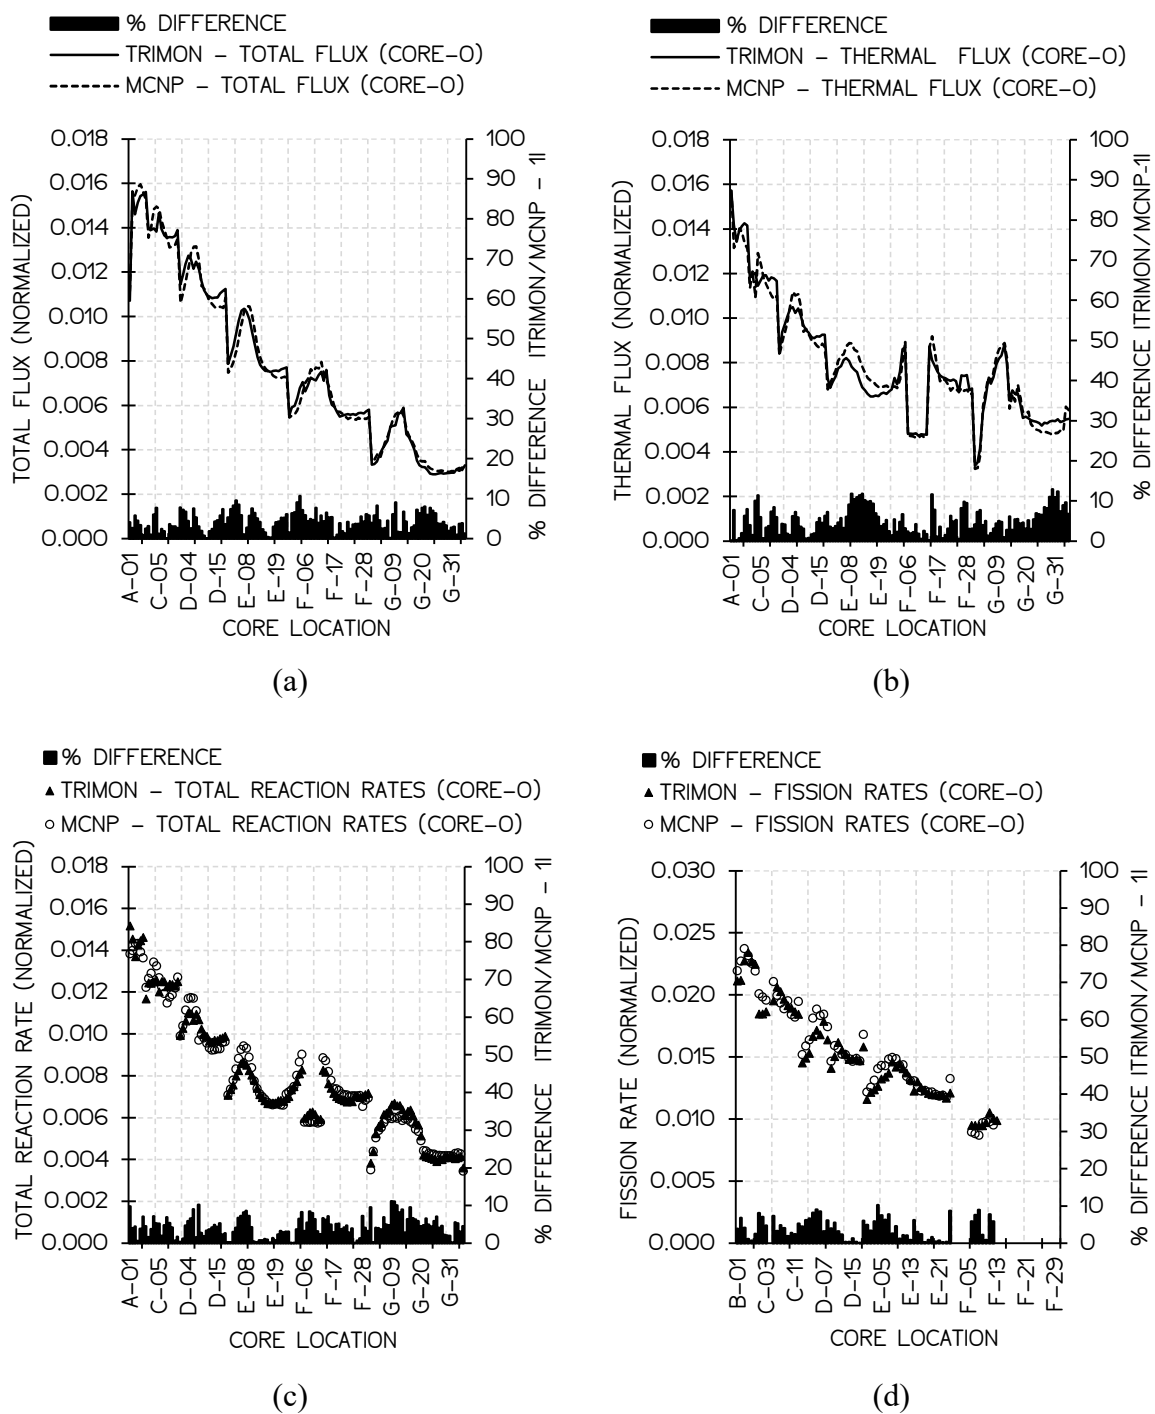 % DIFFERENCE
TRIMON – TOTAL FLUX (CORE-0)
MCNP – TOTAL FLUX (CORE-0)
TOTAL FLUX (NORMALIZED)
0.018
0.016
0.014
0.012
0.010
0.008
0.006
0.004
0.002
0.000
100
90
80
70
60
50
40
30
20
10
0
% DIFFERENCE ITRIMON/MCNP - 1I
A-01
C-05
D-04
D-15
E-08
E-19
F-06
F-17
F-28
G-09
G-20
G-31
CORE LOCATION
(a)
% DIFFERENCE
TRIMON – THERMAL FLUX (CORE-0)
MCNP – THERMAL FLUX (CORE-0)
THERMAL FLUX (NORMALIZED)
0.018
0.016
0.014
0.012
0.010
0.008
0.006
0.004
0.002
0.000
100
90
80
70
60
50
40
30
20
10
0
% DIFFERENCE ITRIMON/MCNP-1I
A-01
C-05
D-04
D-15
E-08
E-19
F-06
F-17
F-28
G-09
G-20
G-31
CORE LOCATION
(b)
% DIFFERENCE
TRIMON – TOTAL REACTION RATES (CORE-0)
MCNP – TOTAL REACTION RATES (CORE-0)
TOTAL REACTION RATE (NORMALIZED)
0.018
0.016
0.014
0.012
0.010
0.008
0.006
0.004
0.002
0.000
100
90
80
70
60
50
40
30
20
10
0
% DIFFERENCE ITRIMON/MCNP - 1I
A-01
C-05
D-04
D-15
E-08
E-19
F-06
F-17
F-28
G-09
G-20
G-31
CORE LOCATION
(c)
% DIFFERENCE
TRIMON – FISSION RATES (CORE-0)
MCNP – FISSION RATES (CORE-0)
FISSION RATE (NORMALIZED)
0.030
0.025
0.020
0.015
0.010
0.005
0.000
100
90
80
70
60
50
40
30
20
10
0
% DIFFERENCE ITRIMON/MCNP - 1I
B-01
C-03
C-11
D-07
D-15
E-05
E-13
E-21
F-05
F-13
F-21
F-29
CORE LOCATION
(d)